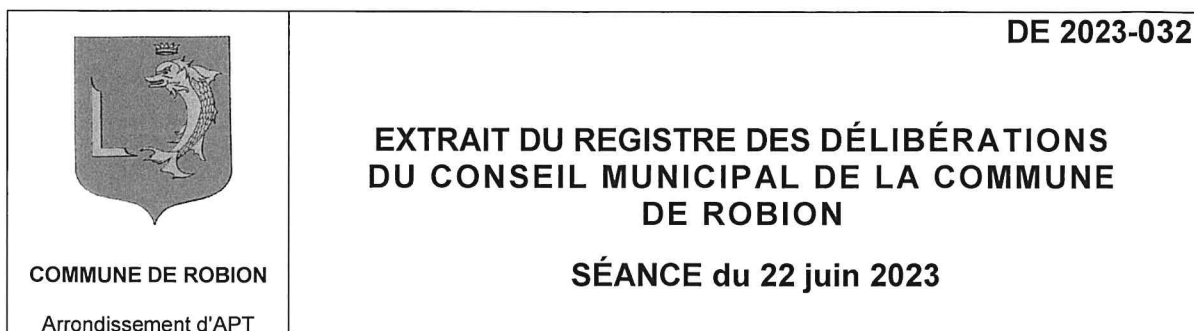 DE 2023-032
EXTRAIT DU REGISTRE DES DÉLIBÉRATIONS
DU CONSEIL MUNICIPAL DE LA COMMUNE
DE ROBION
SÉANCE du 22 juin 2023
COMMUNE DE ROBION
Arrondissement d'APT